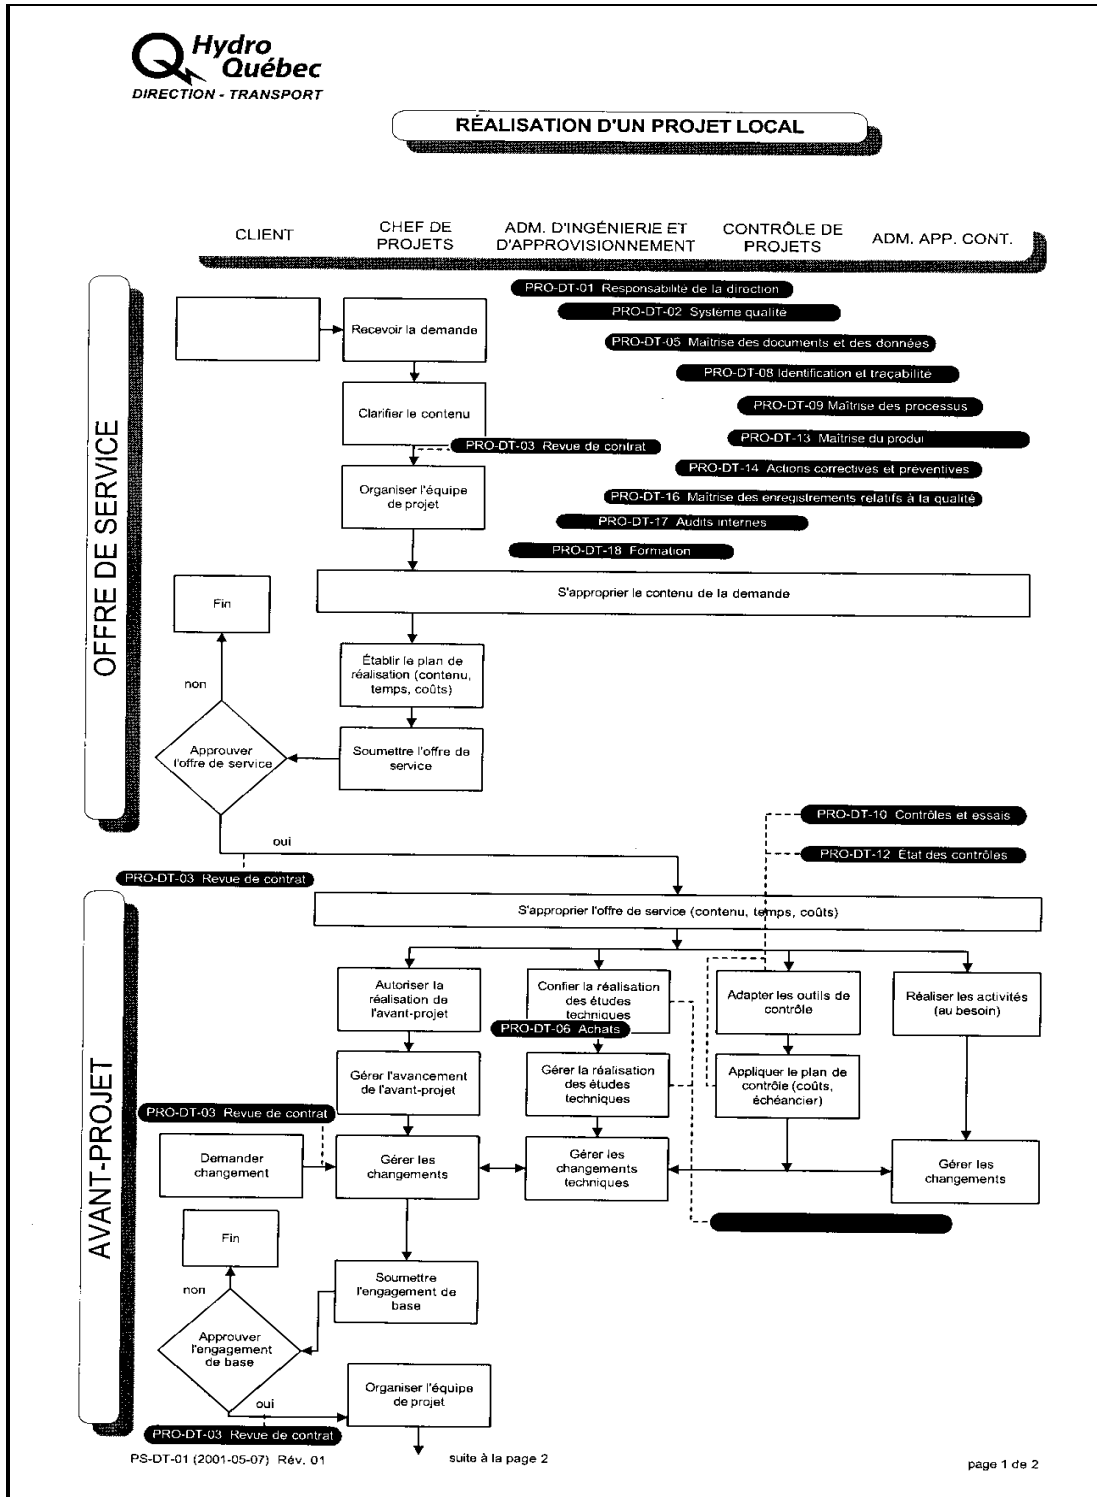 Hydro
Québec
DIRECTION - TRANSPORT
RÉALISATION D'UN PROJET LOCAL
CLIENT
CHEF DE
PROJETS
ADM. D'INGÉNIERIE ET
D'APPROVISIONNEMENT
CONTRÔLE DE
PROJETS
ADM. APP. CONT.
OFFRE DE SERVICE
PRO-DT-01 Responsabilité de la direction
PRO-DT-02 Système qualité
Recevoir la demande
PRO-DT-05 Maîtrise des documents et des données
PRO-DT-08 Identification et traçabilité
Clarifier le contenu
PRO-DT-09 Maîtrise des processus
PRO-DT-13 Maîtrise du produi
PRO-DT-03 Revue de contrat
PRO-DT-14 Actions correctives et préventives
Organiser l'équipe
de projet
PRO-DT-16 Maîtrise des enregistrements relatifs à la qualité
PRO-DT-17 Audits internes
PRO-DT-18 Formation
S'approprier le contenu de la demande
Fin
Établir le plan de
réalisation (contenu,
temps, coûts)
non
Approuver
l'offre de service
Soumettre l'offre de
service
oui
PRO-DT-10 Contrôles et essais
PRO-DT-12 État des contrôles
PRO-DT-03 Revue de contrat
AVANT-PROJET
S'approprier l'offre de service (contenu, temps, coûts)
Autoriser la
réalisation de
l'avant-projet
Confier la réalisation
des études
techniques
Adapter les outils de
contrôle
Réaliser les activités
(au besoin)
PRO-DT-06 Achats
Gérer l'avancement
de l'avant-projet
Gérer la réalisation
des études
techniques
Appliquer le plan de
contrôle (coûts,
échéancier)
PRO-DT-03 Revue de contrat
Demander
changement
Gérer les
changements
Gérer les
changements
techniques
Gérer les
changements
Fin
non
Soumettre
l'engagement de
base
Approuver
l'engagement
de base
oui
Organiser l'équipe
de projet
PRO-DT-03 Revue de contrat
PS-DT-01 (2001-05-07) Rév. 01
suite à la page 2
page 1 de 2